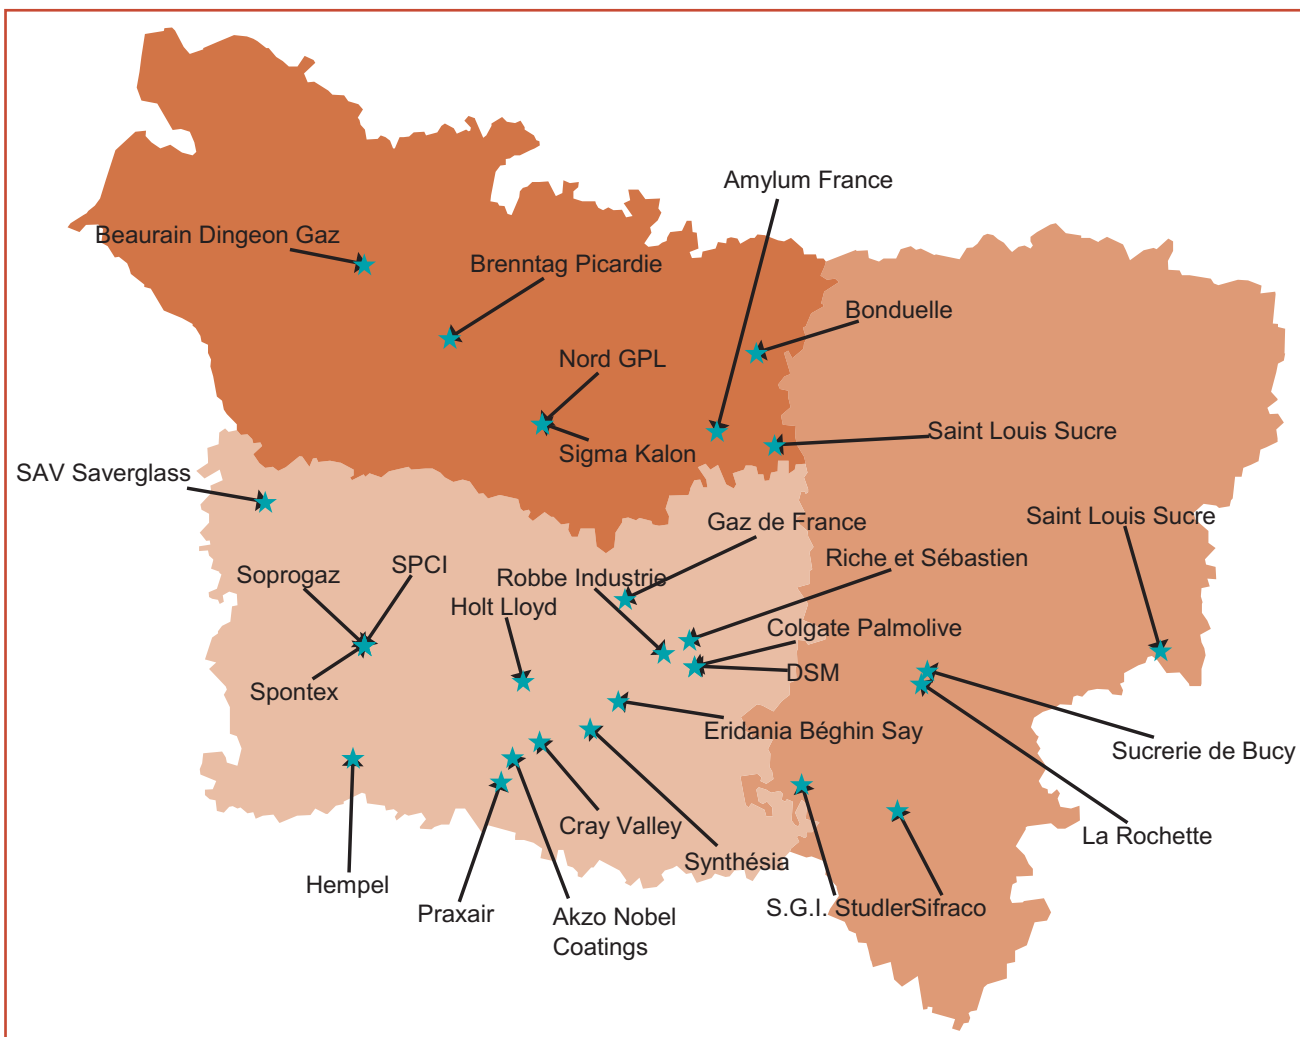 Amylum France
Beaurain Dingeon Gaz
Brenntag Picardie
Bonduelle
Nord GPL
Saint Louis Sucre
Sigma Kalon
SAV Saverglass
Gaz de France
Saint Louis Sucre
Riche et Sébastien
SPCI
Soprogaz
Robbe Industrie
Holt Lloyd
Colgate Palmolive
DSM
Spontex
Eridania Béghin Say
Sucrerie de Bucy
Cray Valley
La Rochette
Synthésia
Hempel
Praxair
Akzo Nobel
Coatings
S.G.I. Studler
Sifraco